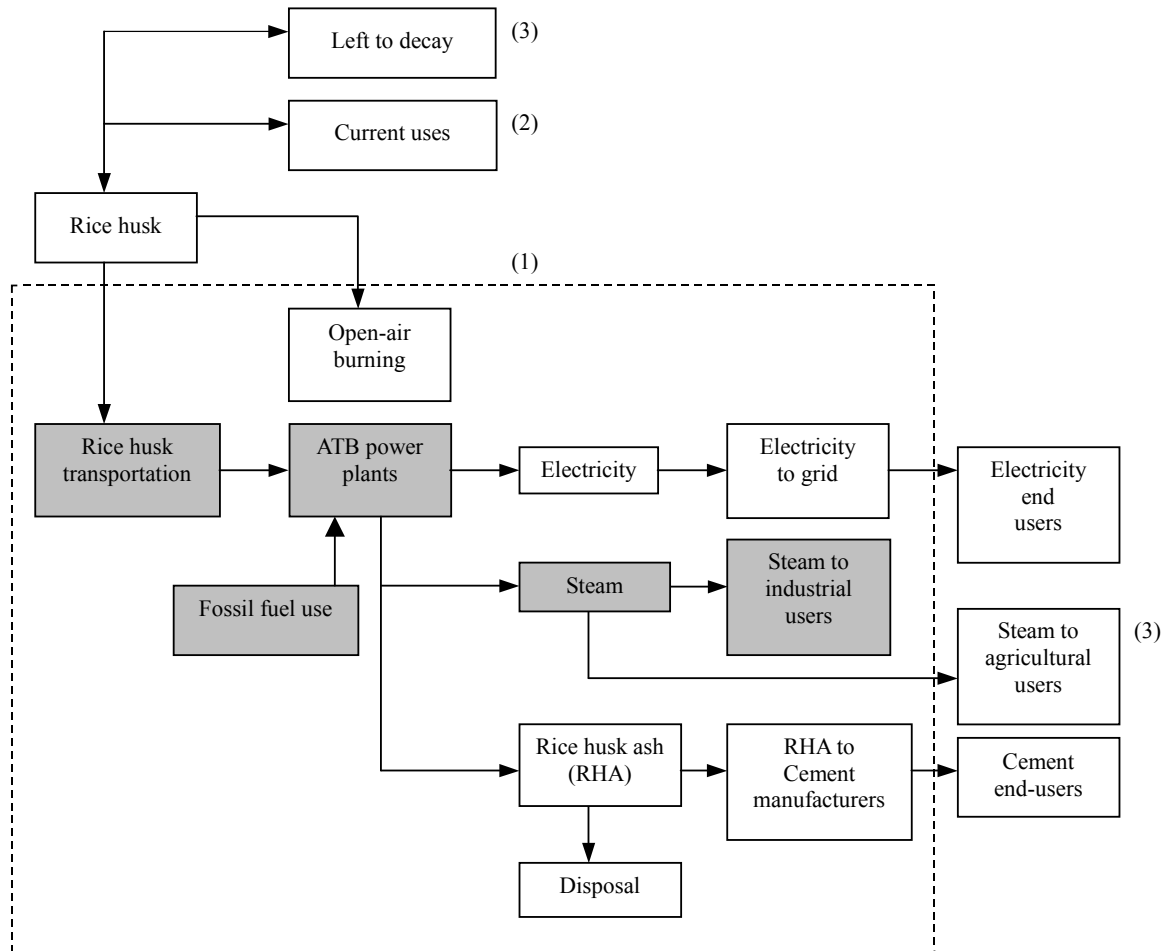 Left to decay
(3)
Current uses
(2)
Rice husk
(1)
Open-air
burning
Rice husk
transportation
ATB power
plants
Electricity
Electricity
to grid
Electricity
end
users
Fossil fuel use
Steam
Steam to
industrial
users
Steam to
agricultural
users
(3)
Rice husk ash
(RHA)
RHA to
Cement
manufacturers
Cement
end-users
Disposal